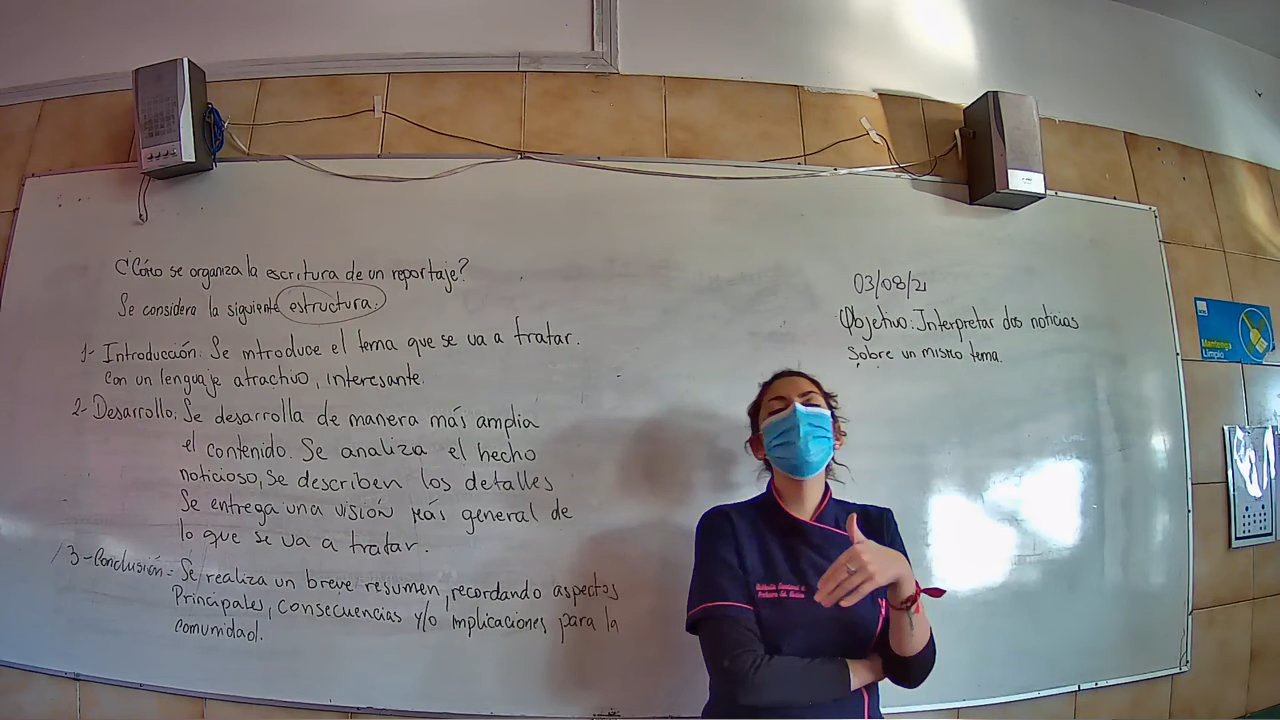 ¿Cómo se organiza la escritura de un reportaje?
Se considera la siguiente estructura.
1- Introducción: Se introduce el tema que se va a tratar.
con un lenguaje atractivo, interesante.
2- Desarrollo: Se desarrolla de manera más amplia
el contenido. Se analiza el hecho
noticioso, se describen los detalles
Se entrega una visión más general de
lo que se va a tratar.
3- Conclusión = Se realiza un breve resumen, recordando aspectos
Principales, consecuencias y/o implicaciones para la
comunidad.
03/08/21
Objetivo: Interpretar dos noticias
sobre un mismo tema.
Mantenga
Limpio